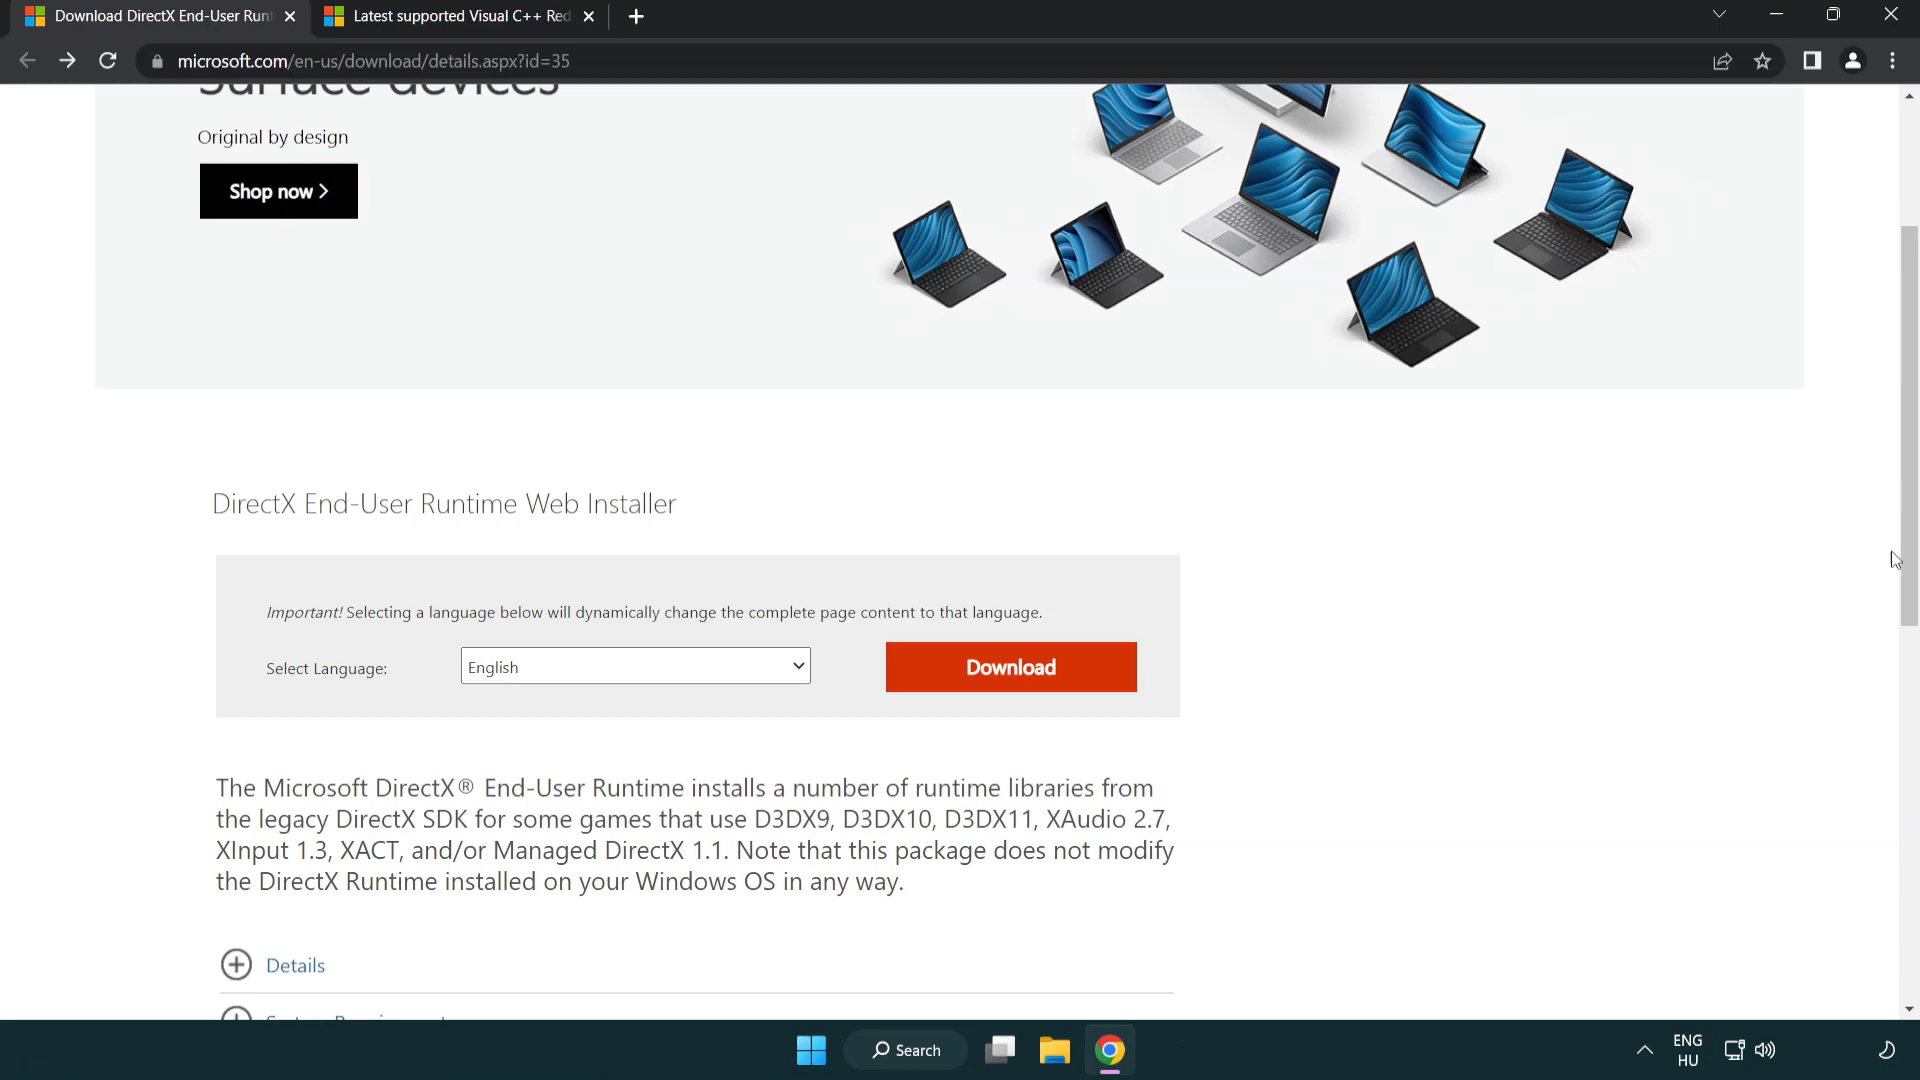 Download DirectX End-User Runt
Latest supported Visual C++ Red
microsoft.com/en-us/download/details.aspx?id=35
Surface devices
Original by design
Shop now >
DirectX End-User Runtime Web Installer
Important! Selecting a language below will dynamically change the complete page content to that language.
Select Language:
English
Download
The Microsoft DirectX® End-User Runtime installs a number of runtime libraries from
the legacy DirectX SDK for some games that use D3DX9, D3DX10, D3DX11, XAudio 2.7,
XInput 1.3, XACT, and/or Managed DirectX 1.1. Note that this package does not modify
the DirectX Runtime installed on your Windows OS in any way.
Details
Search
ENG
HU